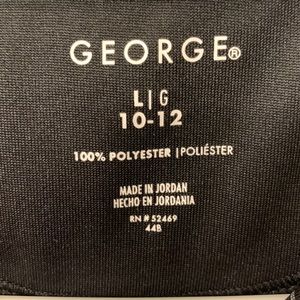 GEORGE®
L|G
10-12
100% POLYESTER | POLIÉSTER
MADE IN JORDAN
HECHO EN JORDANIA
RN # 52469
44B